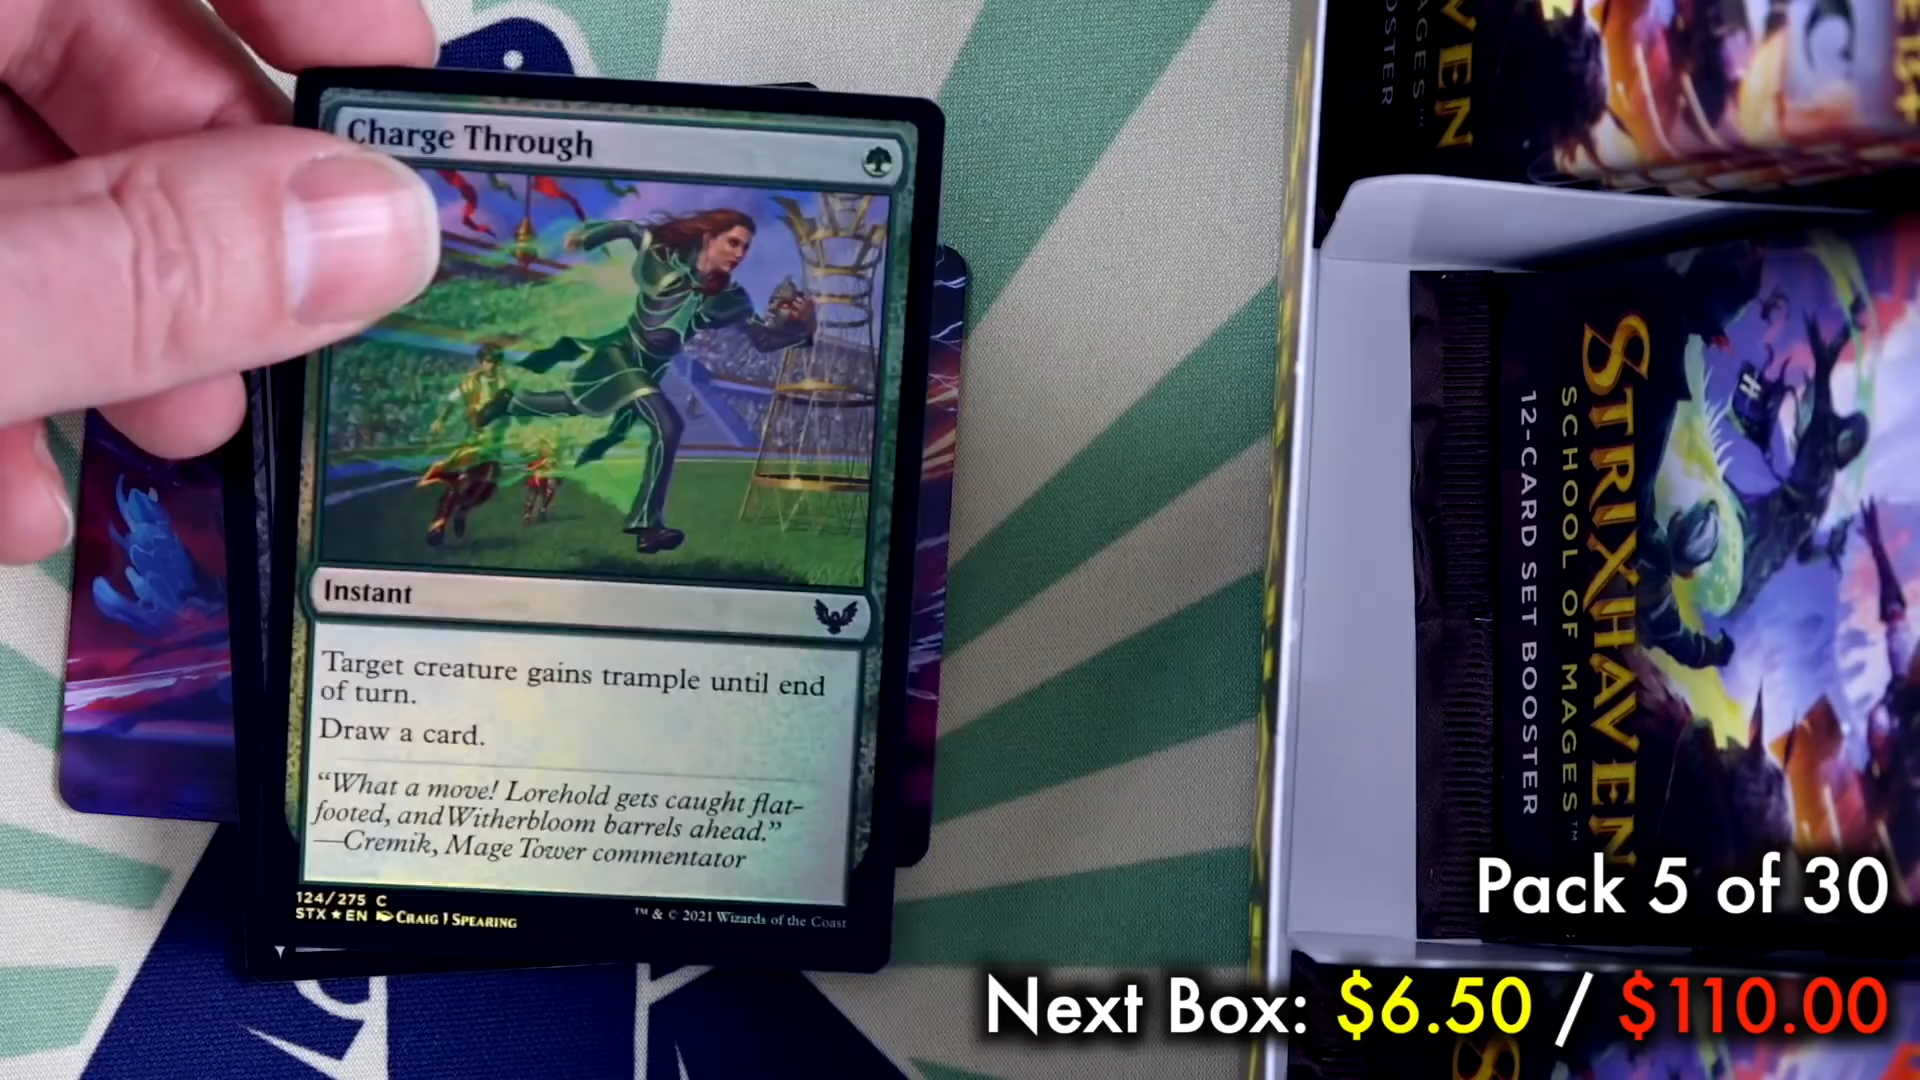 Charge Through
Instant
Target creature gains trample until end
of turn.
Draw a card.
“What a move! Lorehold gets caught flat-
footed, and Witherbloom barrels ahead.”
—Cremik, Mage Tower commentator
124/275 C
STX ★ EN Craig J Spearing
™ & © 2021 Wizards of the Coast
STRIXHAVEN
SCHOOL OF MAGES™
12-CARD SET BOOSTER
VEN
AGES™
OSTER
Pack 5 of 30
Next Box: $6.50 / $110.00